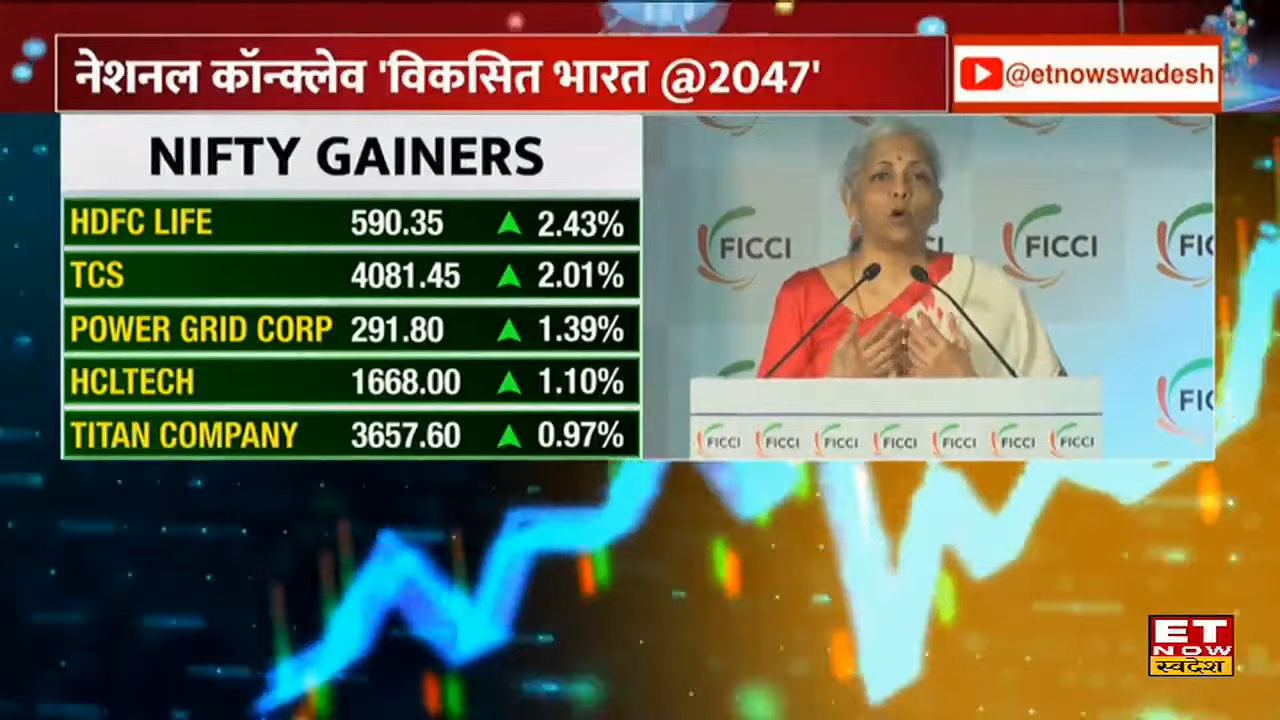 नेशनल कॉन्क्लेव 'विकसित भारत @2047'
@etnowswadesh
NIFTY GAINERS
HDFC LIFE 590.35 2.43%
TCS 4081.45 2.01%
POWER GRID CORP 291.80 1.39%
HCLTECH 1668.00 1.10%
TITAN COMPANY 3657.60 0.97%
FICCI FICCI FIC
FIC
FICCI FICCI FICCI FICCI FICCI FICCI FICCI
ET
NOW
स्वदेश